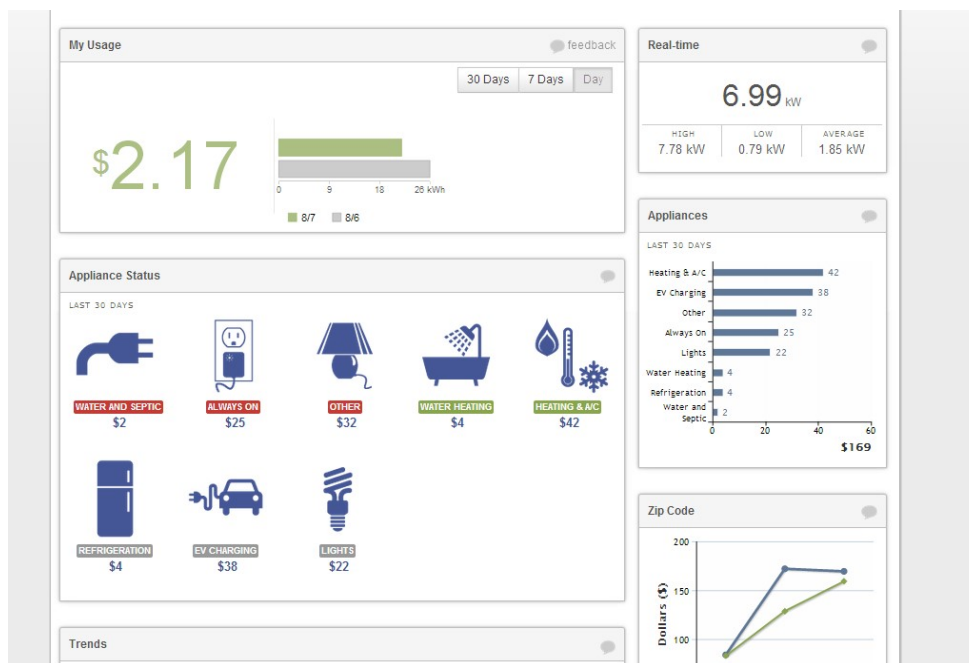 My Usage
feedback
30 Days 7 Days Day
$2.17
0 9 18 26 kWh
8/7 8/6
Appliance Status
LAST 30 DAYS
WATER AND SEPTIC ALWAYS ON OTHER WATER HEATING HEATING & A/C
$2 $25 $32 $4 $42
REFRIGERATION EV CHARGING LIGHTS
$4 $38 $22
Trends
Real-time
6.99 kW
HIGH LOW AVERAGE
7.78 kW 0.79 kW 1.85 kW
Appliances
LAST 30 DAYS
Heating & A/C 42
EV Charging 38
Other 32
Always On 25
Lights 22
Water Heating 4
Refrigeration 4
Water and
Septic 2
0 20 40 60
$169
Zip Code
200
150
100
Dollars ($)